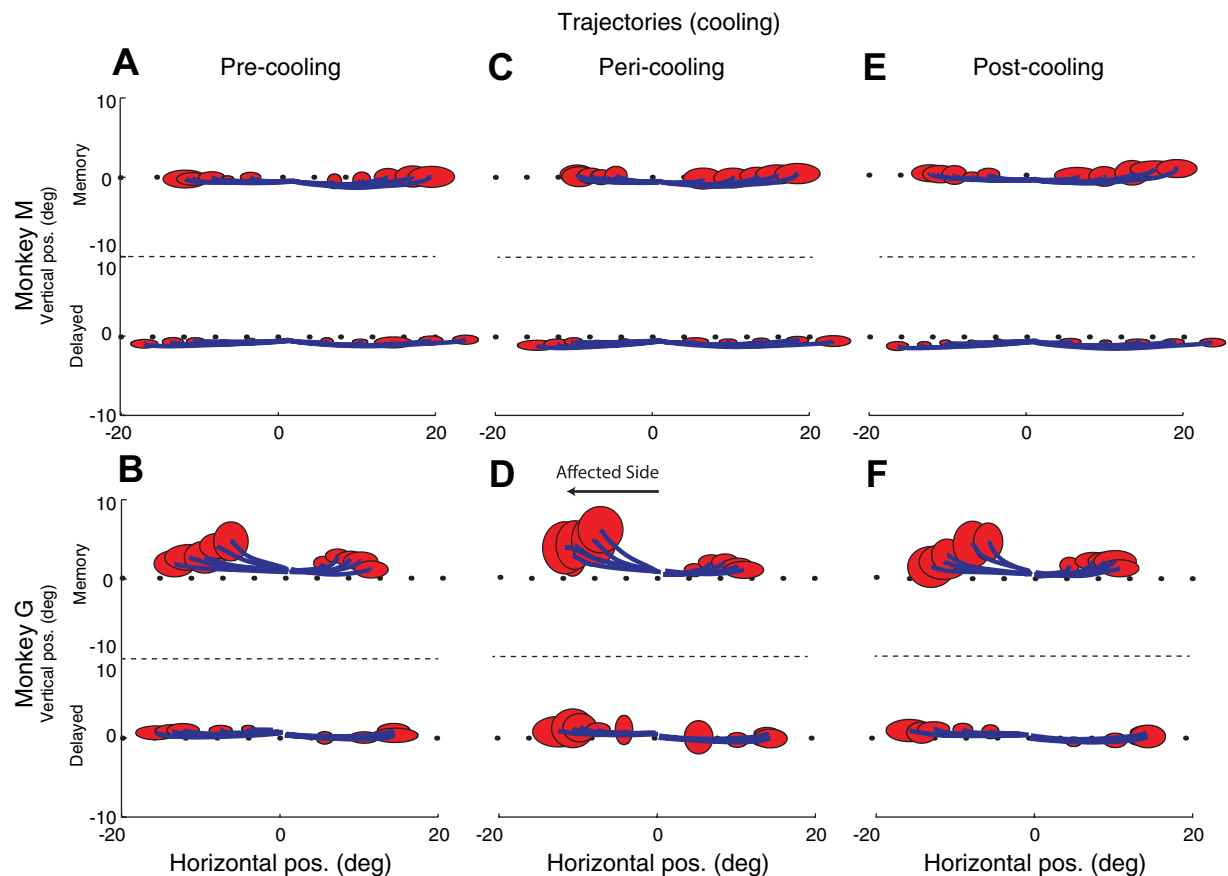 Trajectories (cooling)
A
Pre-cooling
C
Peri-cooling
E
Post-cooling
Monkey M
Vertical pos. (deg)
Memory
10
0
-10
Delayed
10
0
-10
-20
0
20
-20
0
20
-20
0
20
B
D
Affected Side
F
Monkey G
Vertical pos. (deg)
Memory
10
0
-10
Delayed
10
0
-10
-20
0
20
-20
0
20
-20
0
20
Horizontal pos. (deg)
Horizontal pos. (deg)
Horizontal pos. (deg)